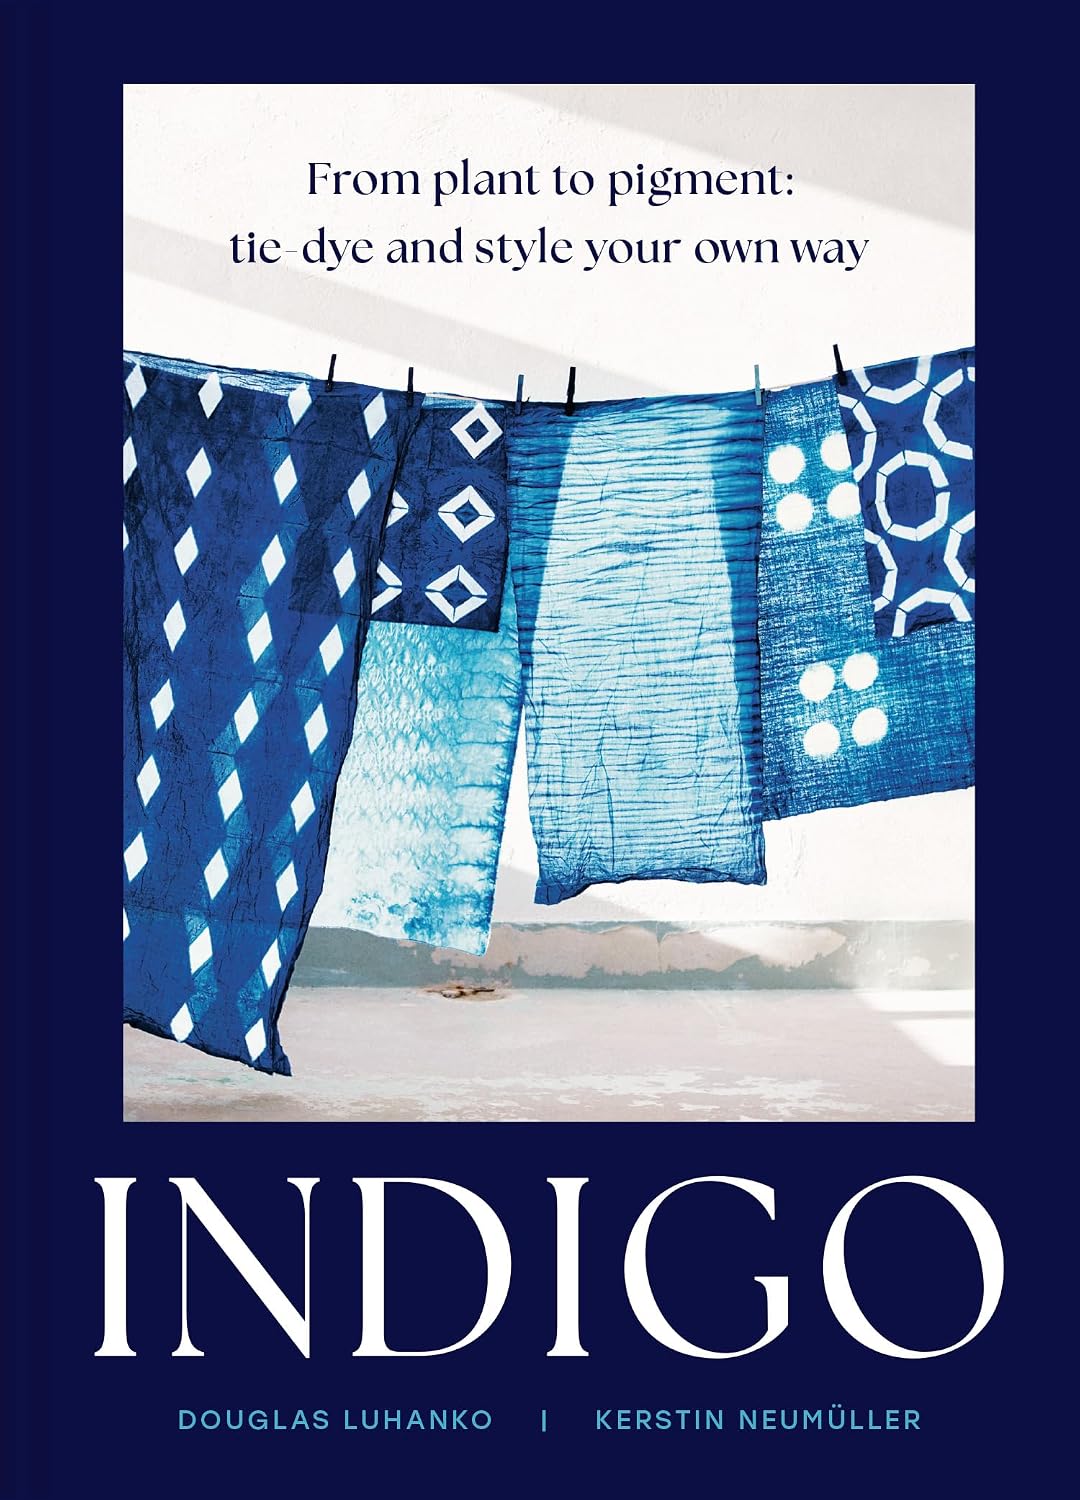 From plant to pigment:
tie-dye and style your own way
INDIGO
DOUGLAS LUHANKO | KERSTIN NEUMÜLLER